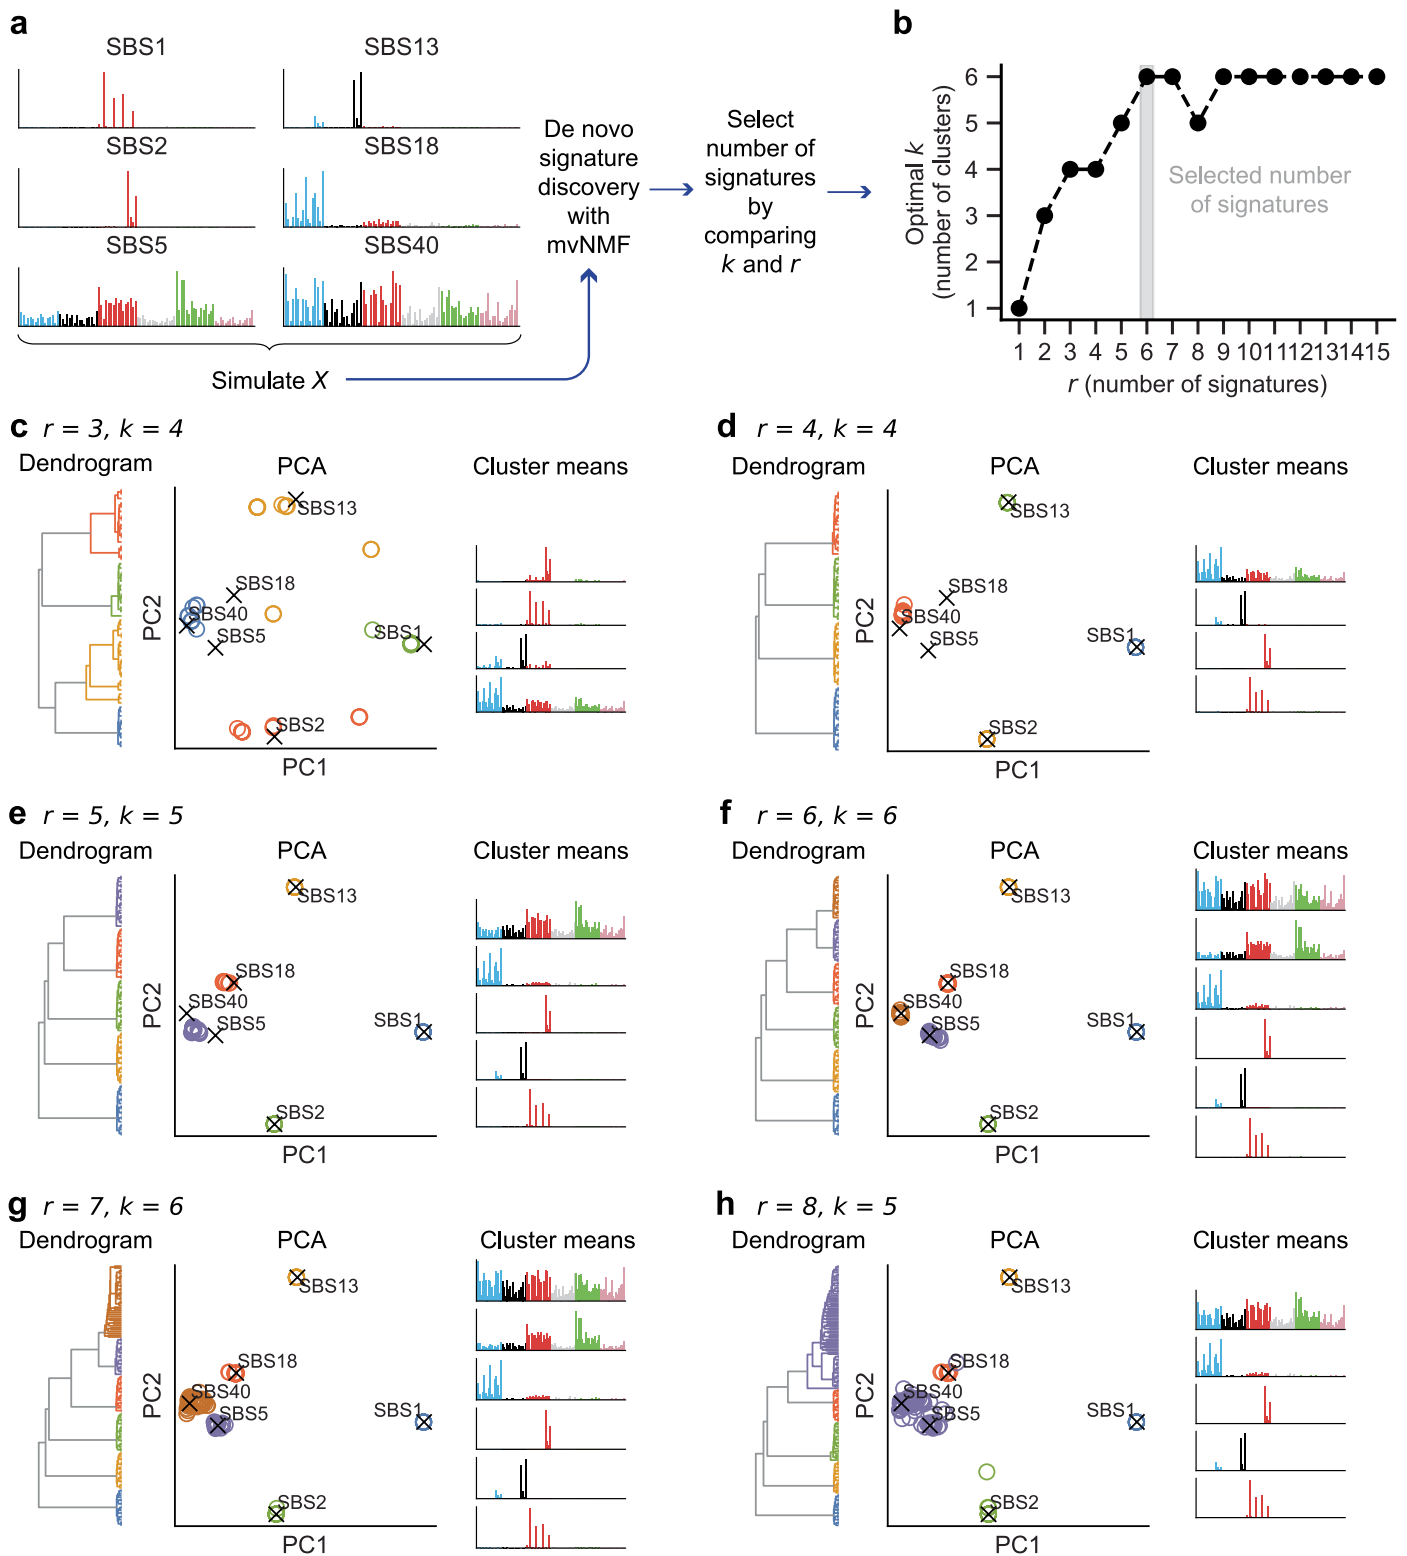 a
SBS1
SBS13
SBS2
SBS18
SBS5
SBS40
Simulate X
De novo
signature
discovery
with
mvNMF
Select
number of
signatures
by
comparing
k and r
b
Optimal k
(number of clusters)
6
5
4
3
2
1
Selected number
of signatures
1 2 3 4 5 6 7 8 9 10 11 12 13 14 15
r (number of signatures)
c r = 3, k = 4
Dendrogram
PCA
Cluster means
SBS13
SBS18
SBS40
SBS5
SBS1
SBS2
PC2
PC1
d r = 4, k = 4
Dendrogram
PCA
Cluster means
SBS13
SBS18
SBS40
SBS5
SBS1
SBS2
PC2
PC1
e r = 5, k = 5
Dendrogram
PCA
Cluster means
SBS13
SBS18
SBS40
SBS5
SBS1
SBS2
PC2
PC1
f r = 6, k = 6
Dendrogram
PCA
Cluster means
SBS13
SBS18
SBS40
SBS5
SBS1
SBS2
PC2
PC1
g r = 7, k = 6
Dendrogram
PCA
Cluster means
SBS13
SBS18
SBS40
SBS5
SBS1
SBS2
PC2
PC1
h r = 8, k = 5
Dendrogram
PCA
Cluster means
SBS13
SBS18
SBS40
SBS5
SBS1
SBS2
PC2
PC1